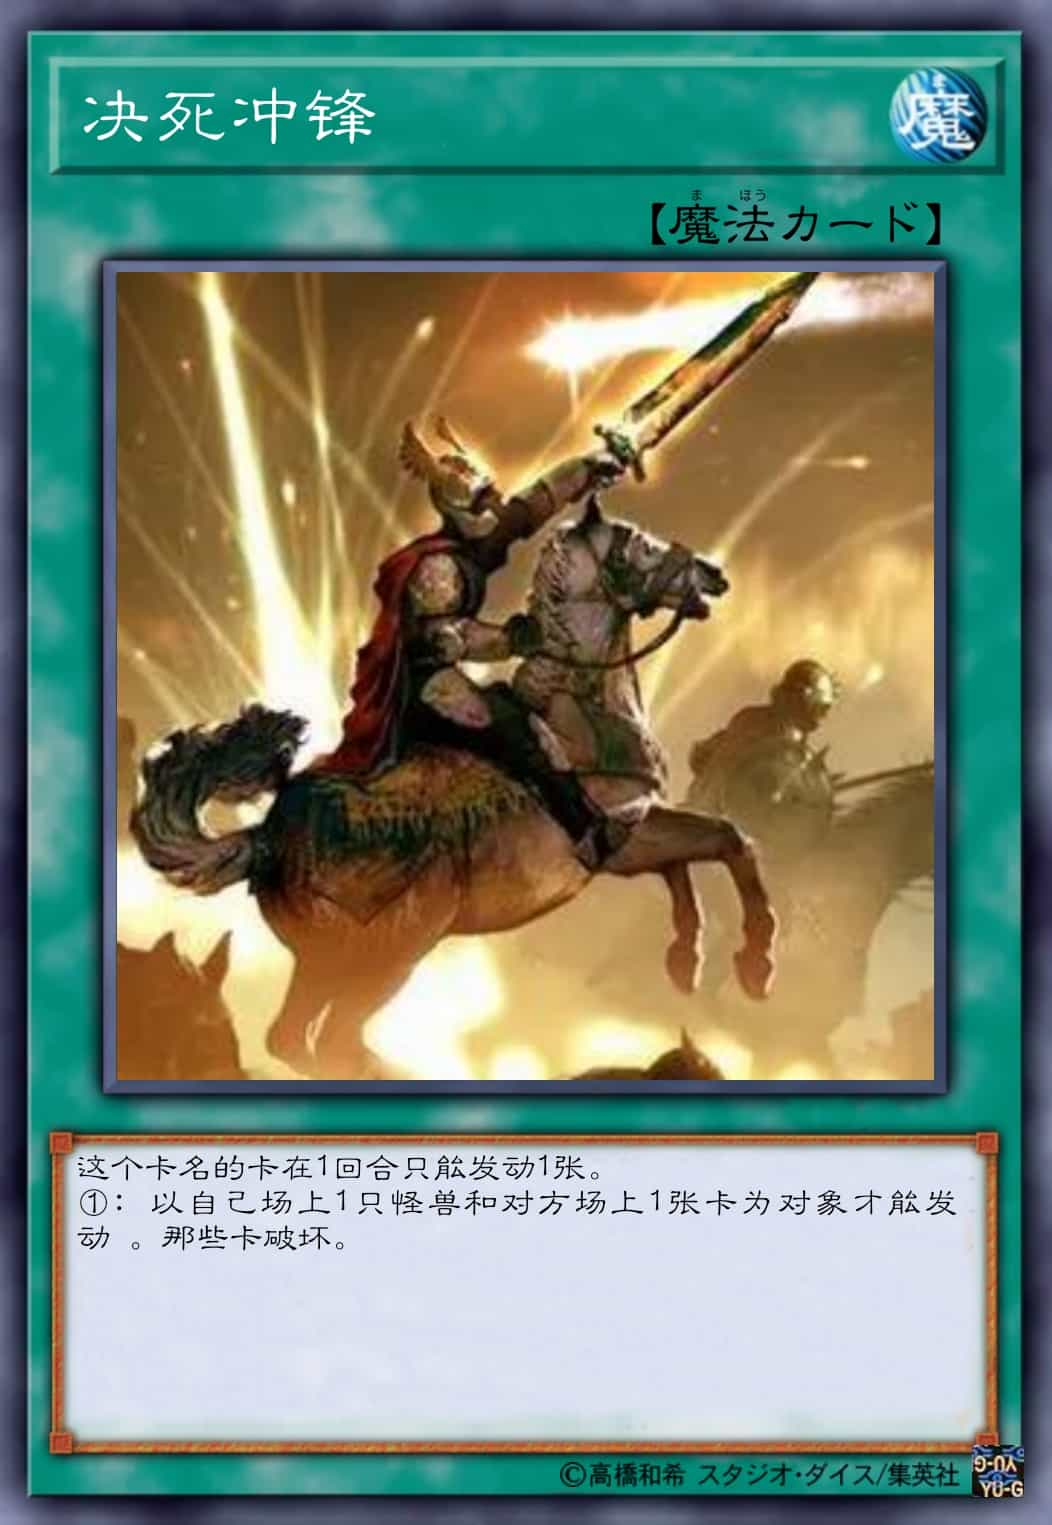 决死冲锋
魔
ま ほう
【魔法カード】
这个卡名的卡在1回合只能发动1张。
①：以自己场上1只怪兽和对方场上1张卡为对象才能发
动 。那些卡破坏。
©高橋和希 スタジオ・ダイス/集英社
YU-G
YU-G